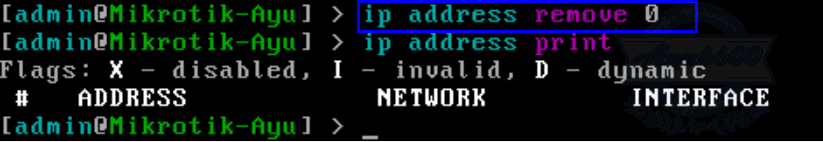 [admin@Mikrotik-Ayu] > ip address remove 0
[admin@Mikrotik-Ayu] > ip address print
Flags: X - disabled, I - invalid, D - dynamic
 #   ADDRESS            NETWORK         INTERFACE
[admin@Mikrotik-Ayu] > _